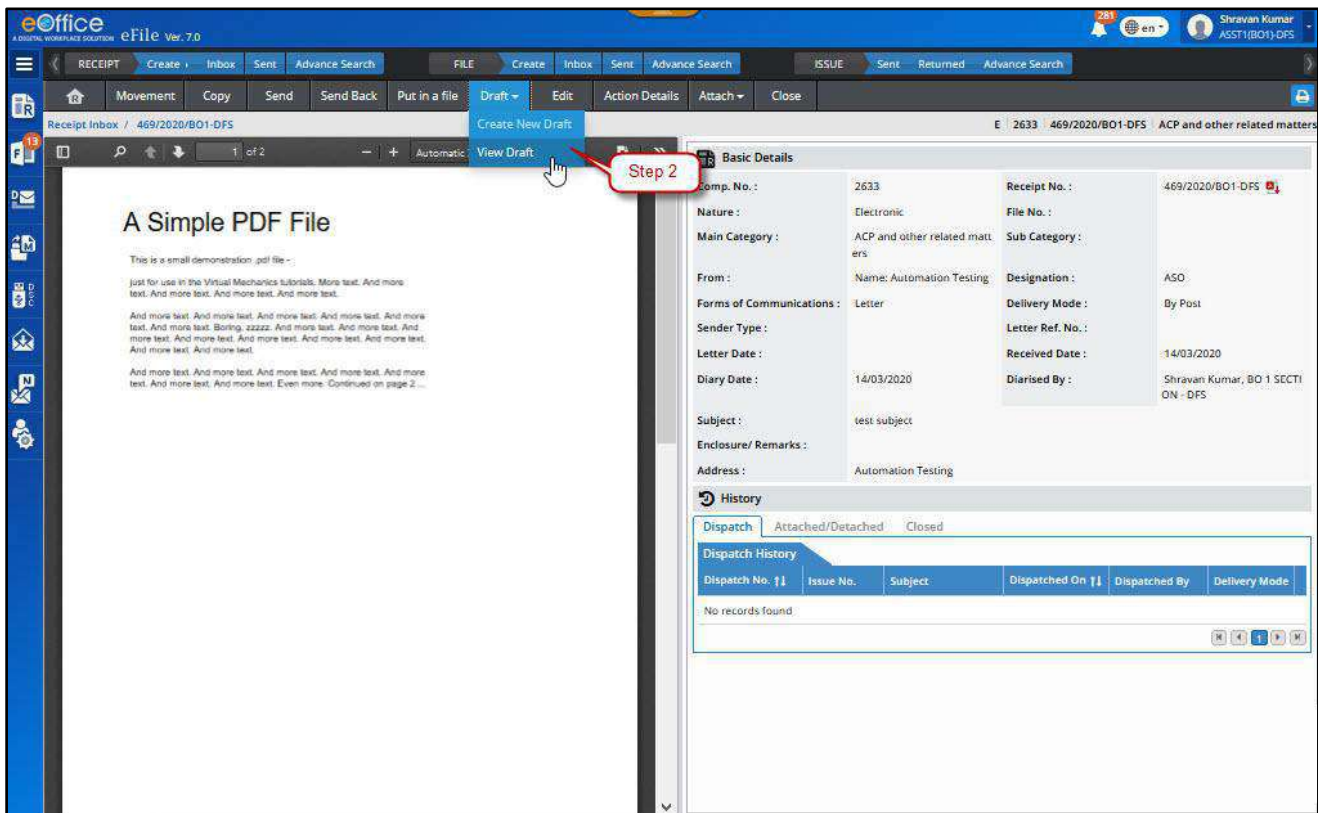 eOffice
A DIGITAL WORKPLACE SOLUTION eFile Ver. 7.0
281
en
Shravan Kumar
ASST1(BO1)-DFS
RECEIPT Create Inbox Sent Advance Search FILE Create Inbox Sent Advance Search ISSUE Sent Returned Advance Search
Movement Copy Send Send Back Put in a file Draft Edit Action Details Attach Close
Receipt Inbox / 469/2020/BO1-DFS
E 2633 469/2020/BO1-DFS ACP and other related matters
Create New Draft
View Draft
Step 2
13
1 of 2 − + Automatic
A Simple PDF File
This is a small demonstration .pdf file -
just for use in the Virtual Mechanics tutorials. More text. And more
text. And more text. And more text. And more text.
And more text. And more text. And more text. And more text. And more
text. And more text. Boring, zzzzz. And more text. And more text. And
more text. And more text. And more text. And more text. And more text.
And more text. And more text.
And more text. And more text. And more text. And more text. And more
text. And more text. And more text. Even more. Continued on page 2 ...
Basic Details
Comp. No. : 2633 Receipt No. : 469/2020/BO1-DFS
Nature : Electronic File No. :
Main Category : ACP and other related matt
ers
Sub Category :
From : Name: Automation Testing Designation : ASO
Forms of Communications : Letter Delivery Mode : By Post
Sender Type : Letter Ref. No. :
Letter Date : Received Date : 14/03/2020
Diary Date : 14/03/2020 Diarised By : Shravan Kumar, BO 1 SECTI
ON - DFS
Subject : test subject
Enclosure/ Remarks :
Address : Automation Testing
History
Dispatch Attached/Detached Closed
Dispatch History
Dispatch No. Issue No. Subject Dispatched On Dispatched By Delivery Mode
No records found
1